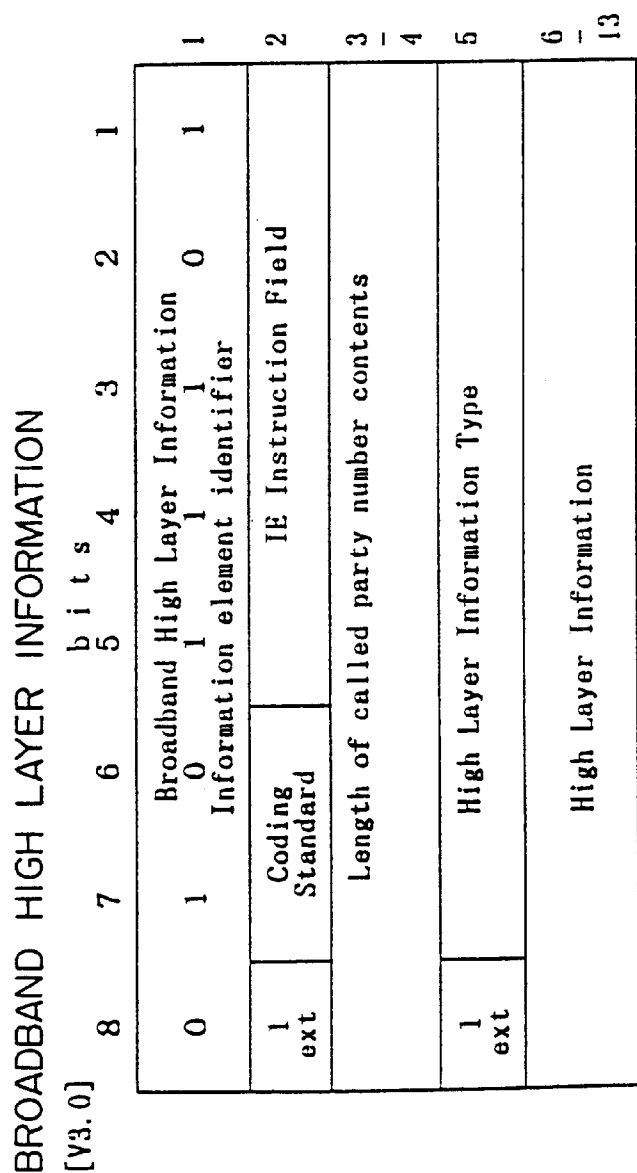 BROADBAND HIGH LAYER INFORMATION
[V3.0]
bits
8 7 6 5 4 3 2 1
Broadband High Layer Information
0 1 0 1 1 1 0 1 1
Information element identifier
1 ext Coding Standard IE Instruction Field 2
Length of called party number contents 3-4
1 ext High Layer Information Type 5
High Layer Information 6-13